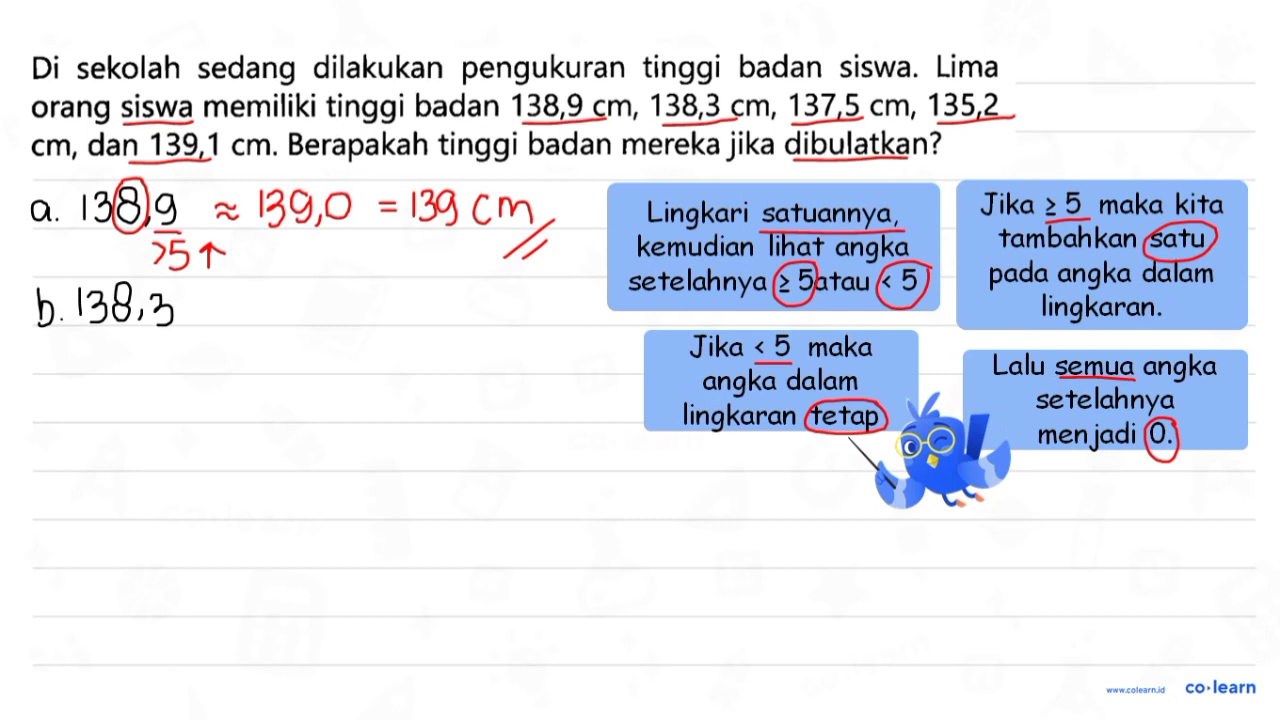 Di sekolah sedang dilakukan pengukuran tinggi badan siswa. Lima
orang siswa memiliki tinggi badan 138,9 cm, 138,3 cm, 137,5 cm, 135,2
cm, dan 139,1 cm. Berapakah tinggi badan mereka jika dibulatkan?
a. 138,9 ≈ 139,0 = 139 cm
>5 ↑
b. 138,3
Lingkari satuannya,
kemudian lihat angka
setelahnya ≥ 5 atau < 5
Jika ≥ 5 maka kita
tambahkan satu
pada angka dalam
lingkaran.
Jika < 5 maka
angka dalam
lingkaran tetap
Lalu semua angka
setelahnya
menjadi 0.
www.colearn.id co·learn